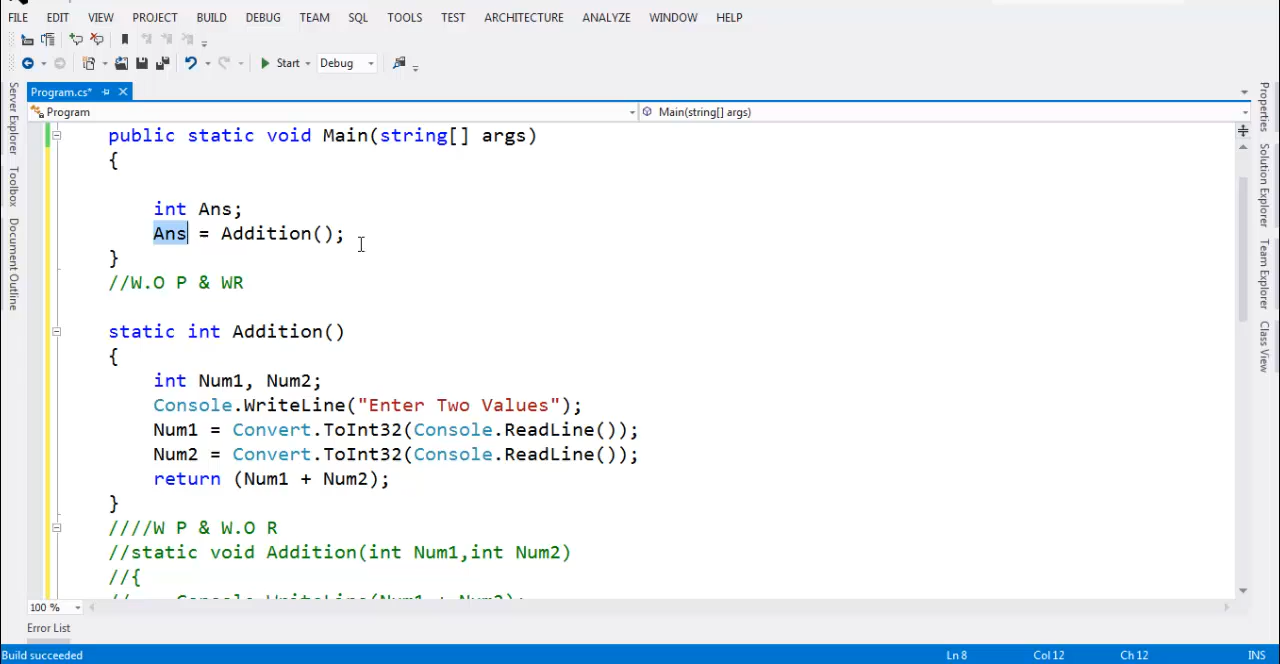 FILE EDIT VIEW PROJECT BUILD DEBUG TEAM SQL TOOLS TEST ARCHITECTURE ANALYZE WINDOW HELP
Start Debug
Program.cs*
Program Main(string[] args)
public static void Main(string[] args)
{
int Ans;
Ans = Addition();
}
//W.O P & WR
static int Addition()
{
int Num1, Num2;
Console.WriteLine("Enter Two Values");
Num1 = Convert.ToInt32(Console.ReadLine());
Num2 = Convert.ToInt32(Console.ReadLine());
return (Num1 + Num2);
}
////W P & W.O R
//static void Addition(int Num1,int Num2)
//{
//    Console.WriteLine(Num1 + Num2);
100 %
Error List
Build succeeded Ln 8 Col 12 Ch 12 INS
Server Explorer
Toolbox
Document Outline
Properties
Solution Explorer
Team Explorer
Class View